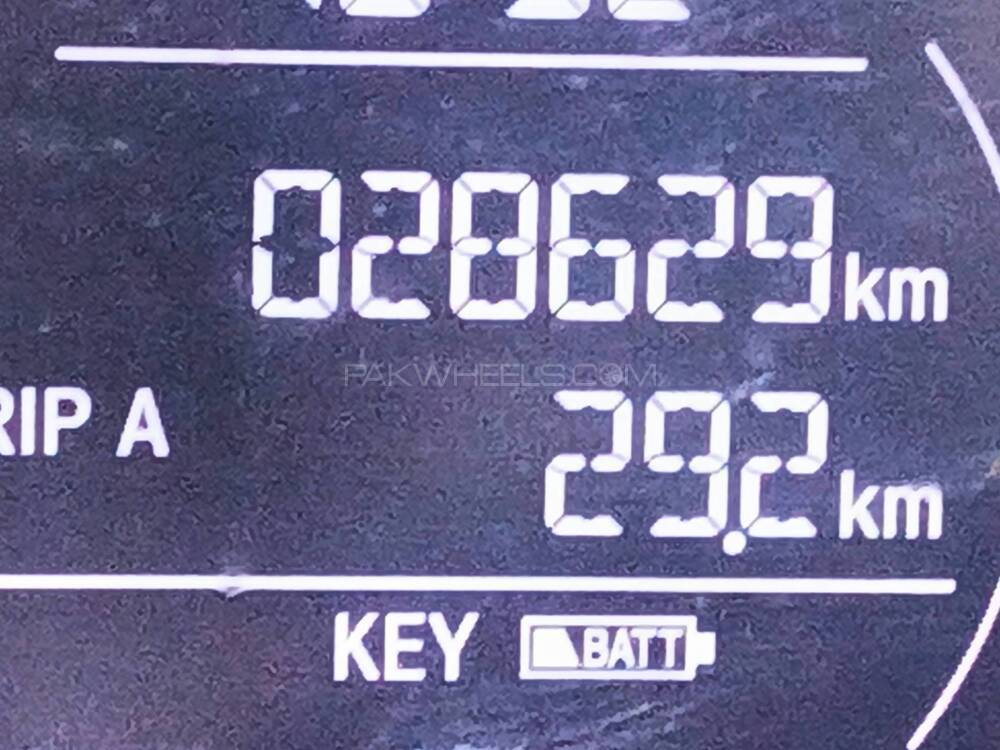 028629 km
PAKWHEELS.COM
RIP A 29.2 km
KEY BATT